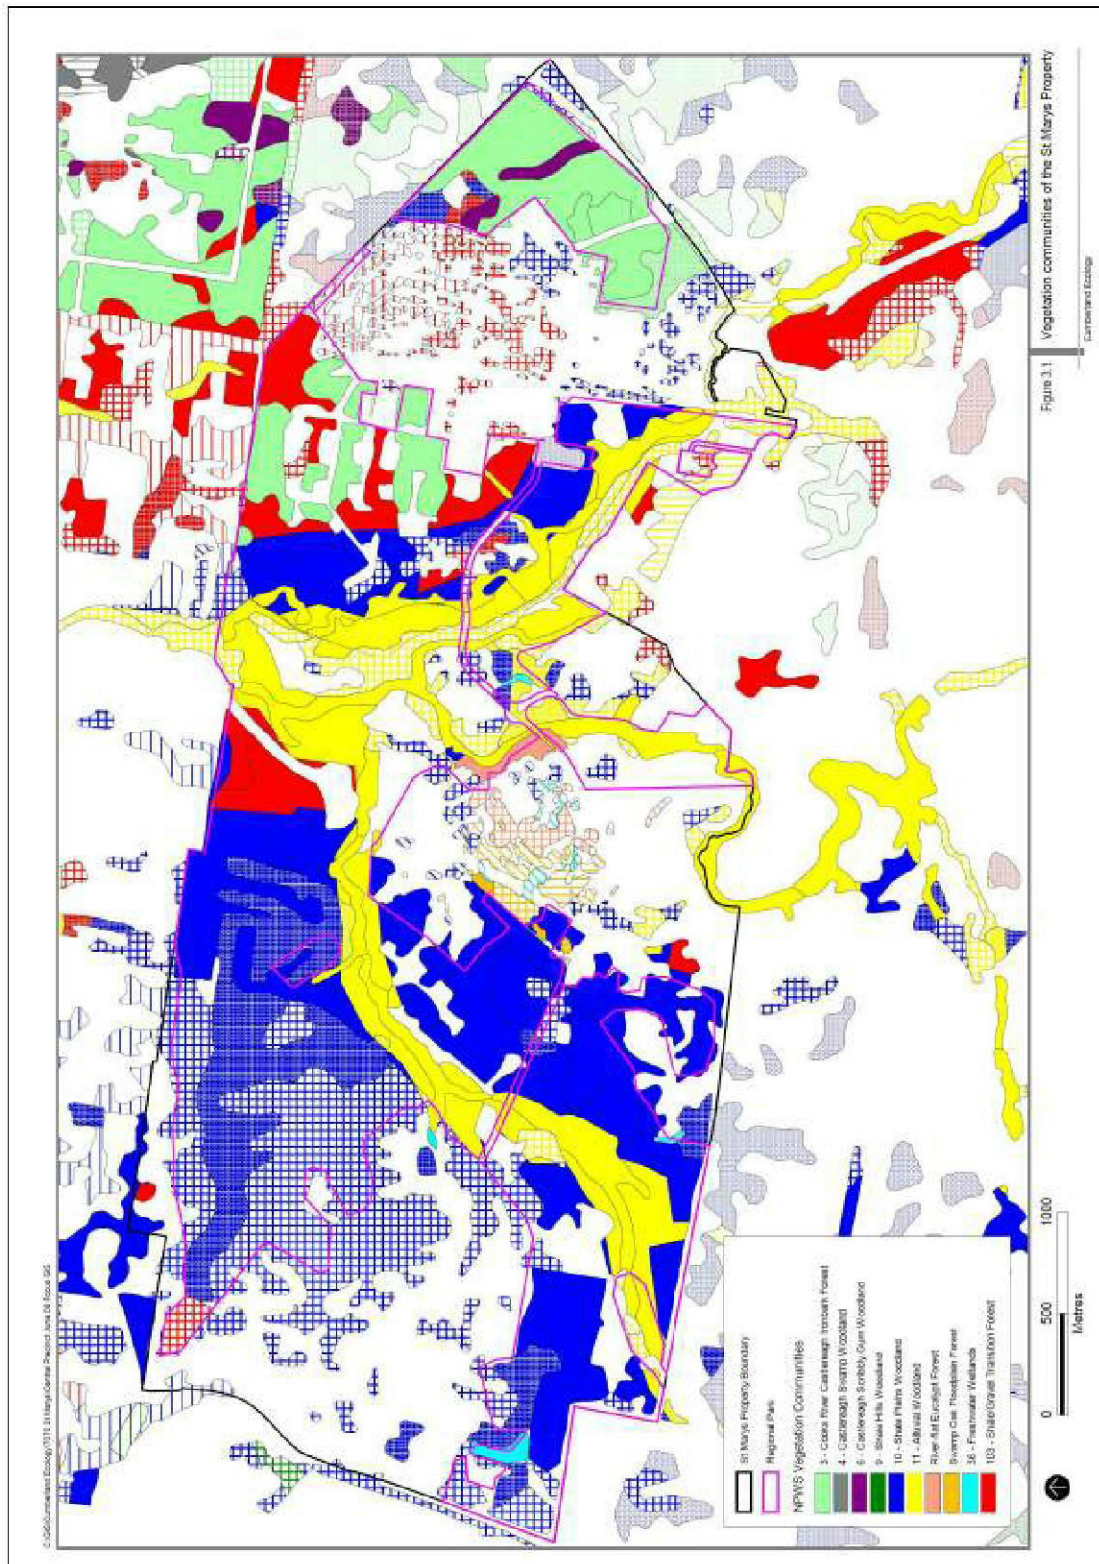 Figure 3.1 Vegetation communities of the St Marys Property
Cumberland Ecology
St Marys Property Boundary
Regional Park
NPWS Vegetation Communities
3 - Cooks River Castlereagh Ironbark Forest
4 - Castlereagh Swamp Woodland
6 - Castlereagh Scribbly Gum Woodland
9 - Shale Hills Woodland
10 - Shale Plains Woodland
11 - Alluvial Woodland
River-flat Eucalypt Forest
Swamp Oak Floodplain Forest
36 - Freshwater Wetlands
103 - Shale/Gravel Transition Forest
0 500 1000
Metres